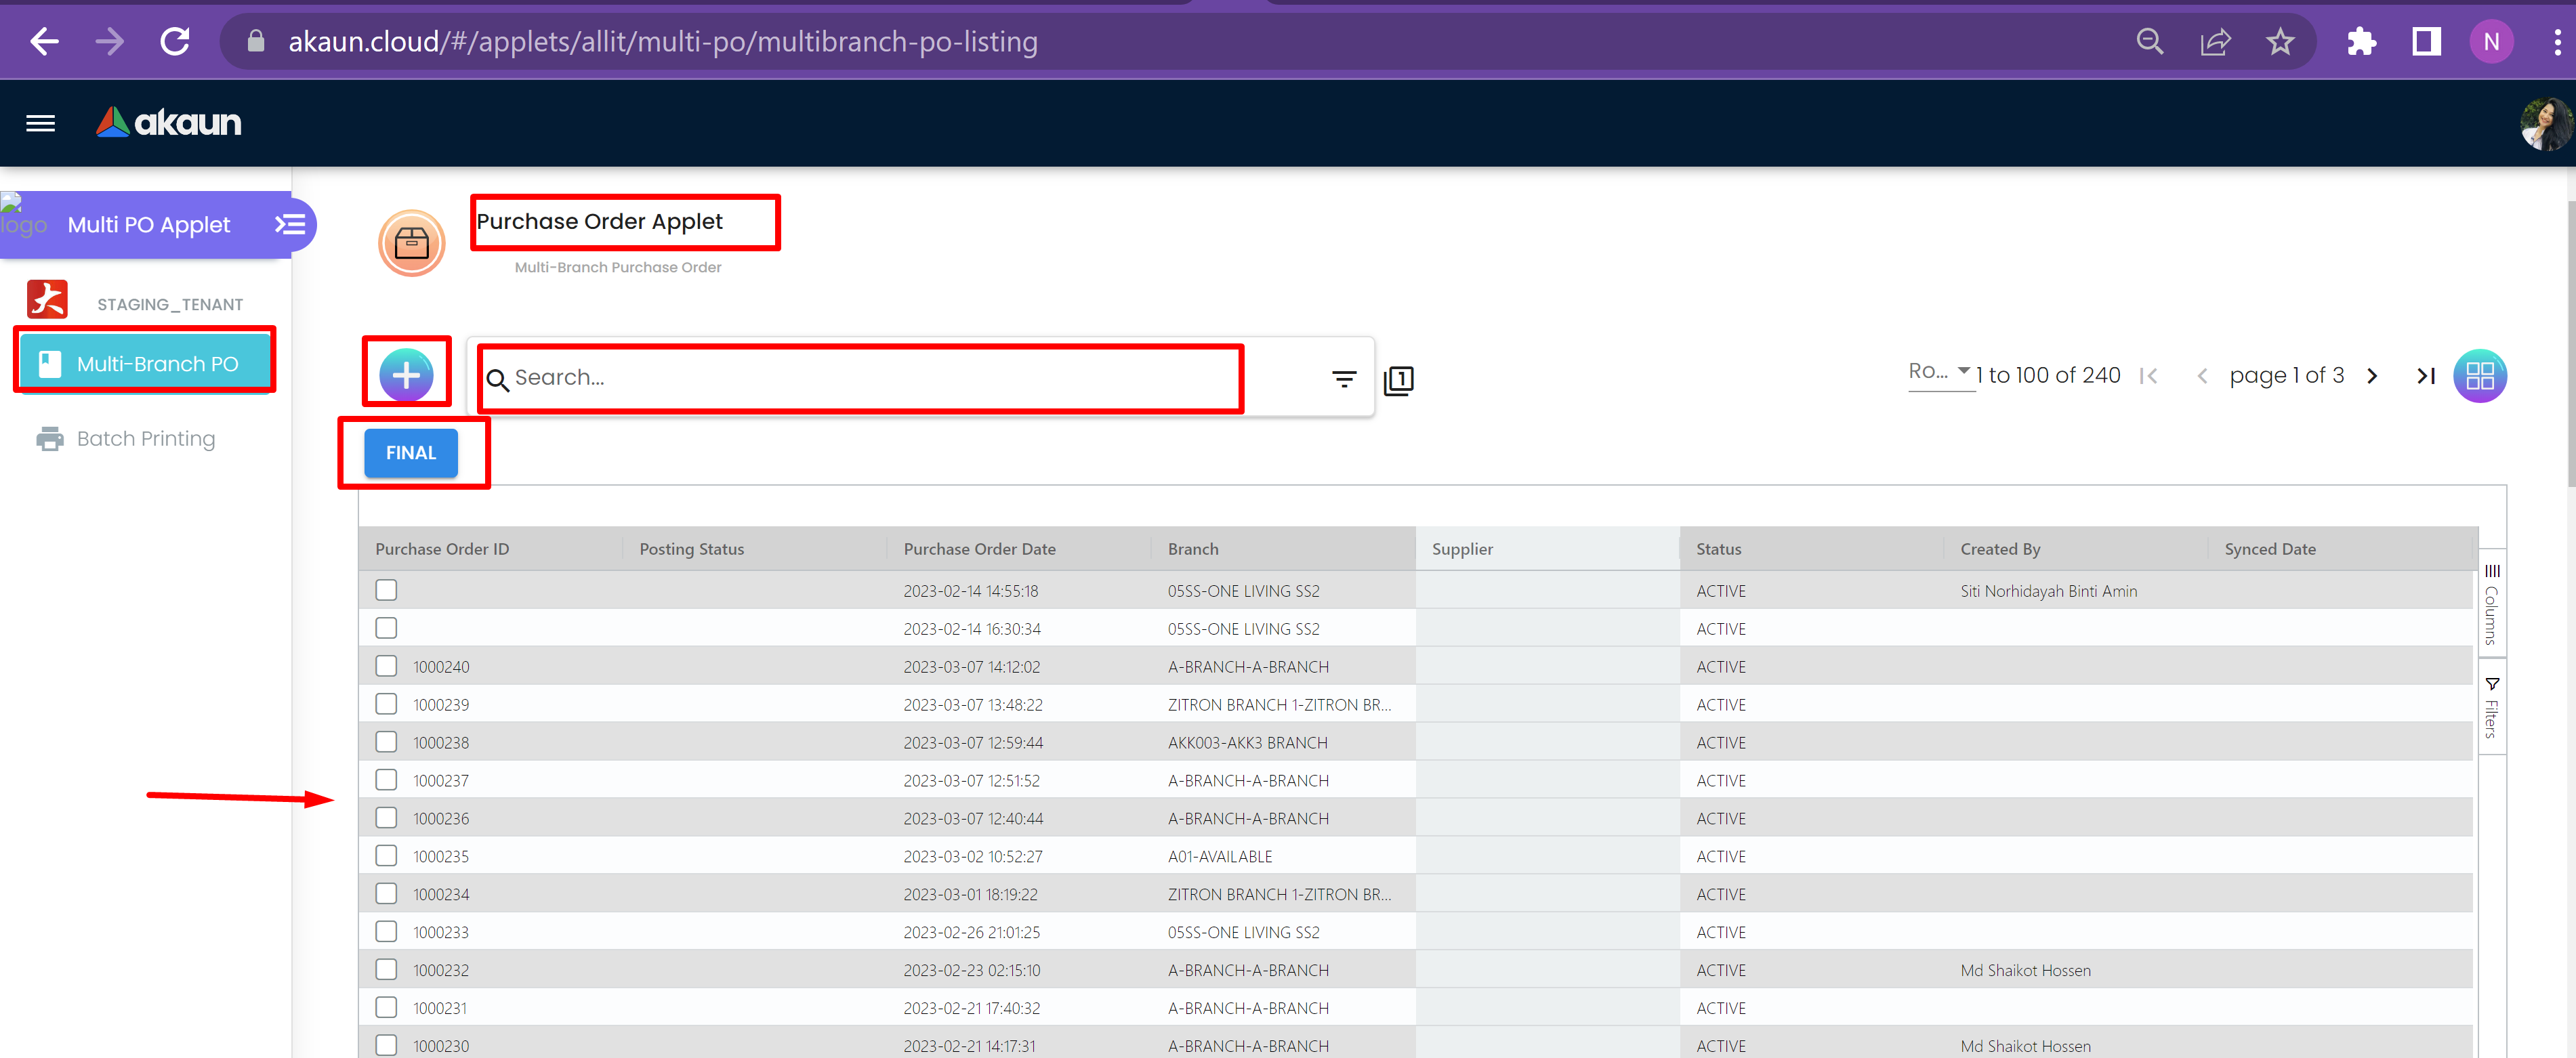 akaun.cloud/#/applets/allit/multi-po/multibranch-po-listing
N
akaun
logo
Multi PO Applet
STAGING_TENANT
Multi-Branch PO
Batch Printing
Purchase Order Applet
Multi-Branch Purchase Order
Search...
1
Ro... 1 to 100 of 240 page 1 of 3
FINAL
Purchase Order ID Posting Status Purchase Order Date Branch Supplier Status Created By Synced Date
2023-02-14 14:55:18 05SS-ONE LIVING SS2 ACTIVE Siti Norhidayah Binti Amin
2023-02-14 16:30:34 05SS-ONE LIVING SS2 ACTIVE
1000240 2023-03-07 14:12:02 A-BRANCH-A-BRANCH ACTIVE
1000239 2023-03-07 13:48:22 ZITRON BRANCH 1-ZITRON BR... ACTIVE
1000238 2023-03-07 12:59:44 AKK003-AKK3 BRANCH ACTIVE
1000237 2023-03-07 12:51:52 A-BRANCH-A-BRANCH ACTIVE
1000236 2023-03-07 12:40:44 A-BRANCH-A-BRANCH ACTIVE
1000235 2023-03-02 10:52:27 A01-AVAILABLE ACTIVE
1000234 2023-03-01 18:19:22 ZITRON BRANCH 1-ZITRON BR... ACTIVE
1000233 2023-02-26 21:01:25 05SS-ONE LIVING SS2 ACTIVE
1000232 2023-02-23 02:15:10 A-BRANCH-A-BRANCH ACTIVE Md Shaikot Hossen
1000231 2023-02-21 17:40:32 A-BRANCH-A-BRANCH ACTIVE
1000230 2023-02-21 14:17:31 A-BRANCH-A-BRANCH ACTIVE Md Shaikot Hossen
Columns
Filters